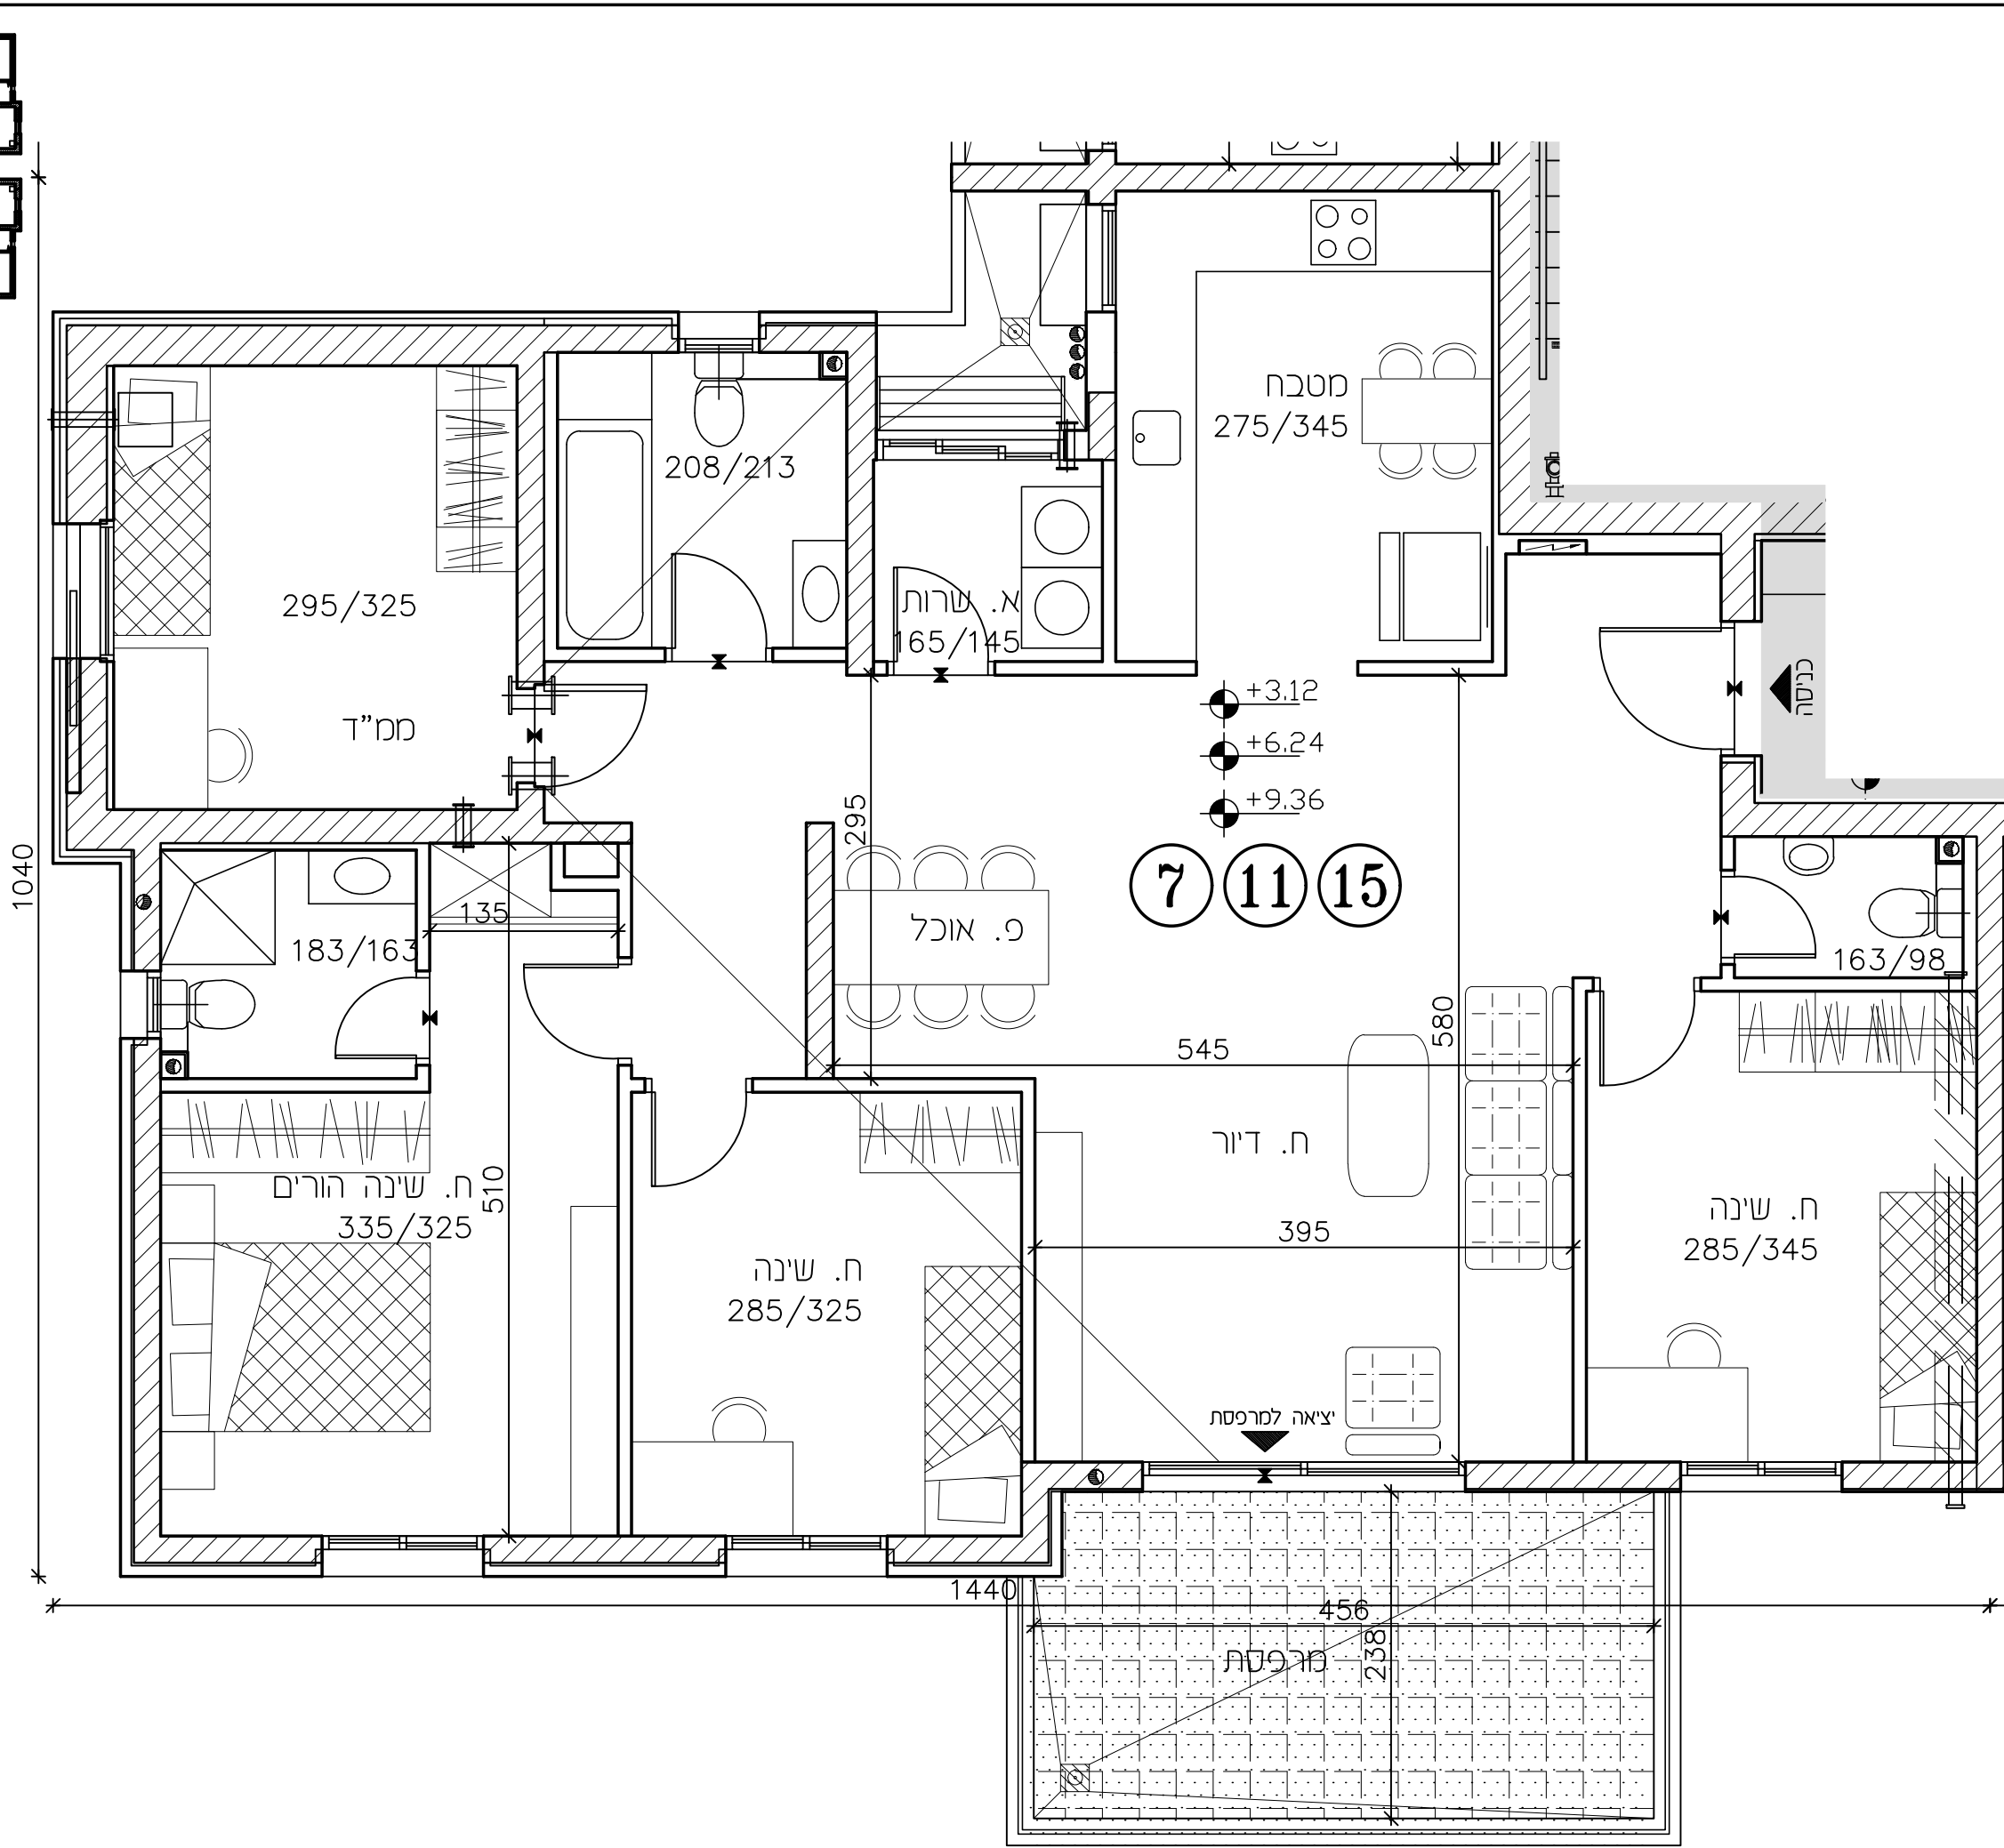 מטבח
275/345
208/213
295/325
א. שרות
165/145
כניסה
+3.12
ממ"ד
+6.24
+9.36
295
1040
7 11 15
135
פ. אוכל
183/163
163/98
580
545
ח. דיור
510
ח. שינה הורים
335/325
395
ח. שינה
285/345
ח. שינה
285/325
יציאה למרפסת
1440
456
238
מרפסת